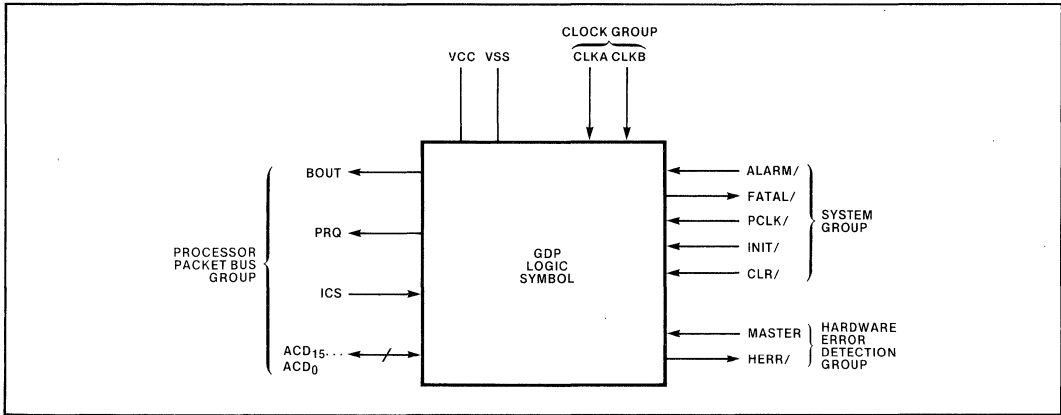 CLOCK GROUP
VCC VSS CLKA CLKB
PROCESSOR
PACKET BUS
GROUP
BOUT
PRQ
ICS
ACD15...
ACD0
GDP
LOGIC
SYMBOL
ALARM/
FATAL/
PCLK/
INIT/
CLR/
SYSTEM
GROUP
MASTER
HERR/
HARDWARE
ERROR
DETECTION
GROUP